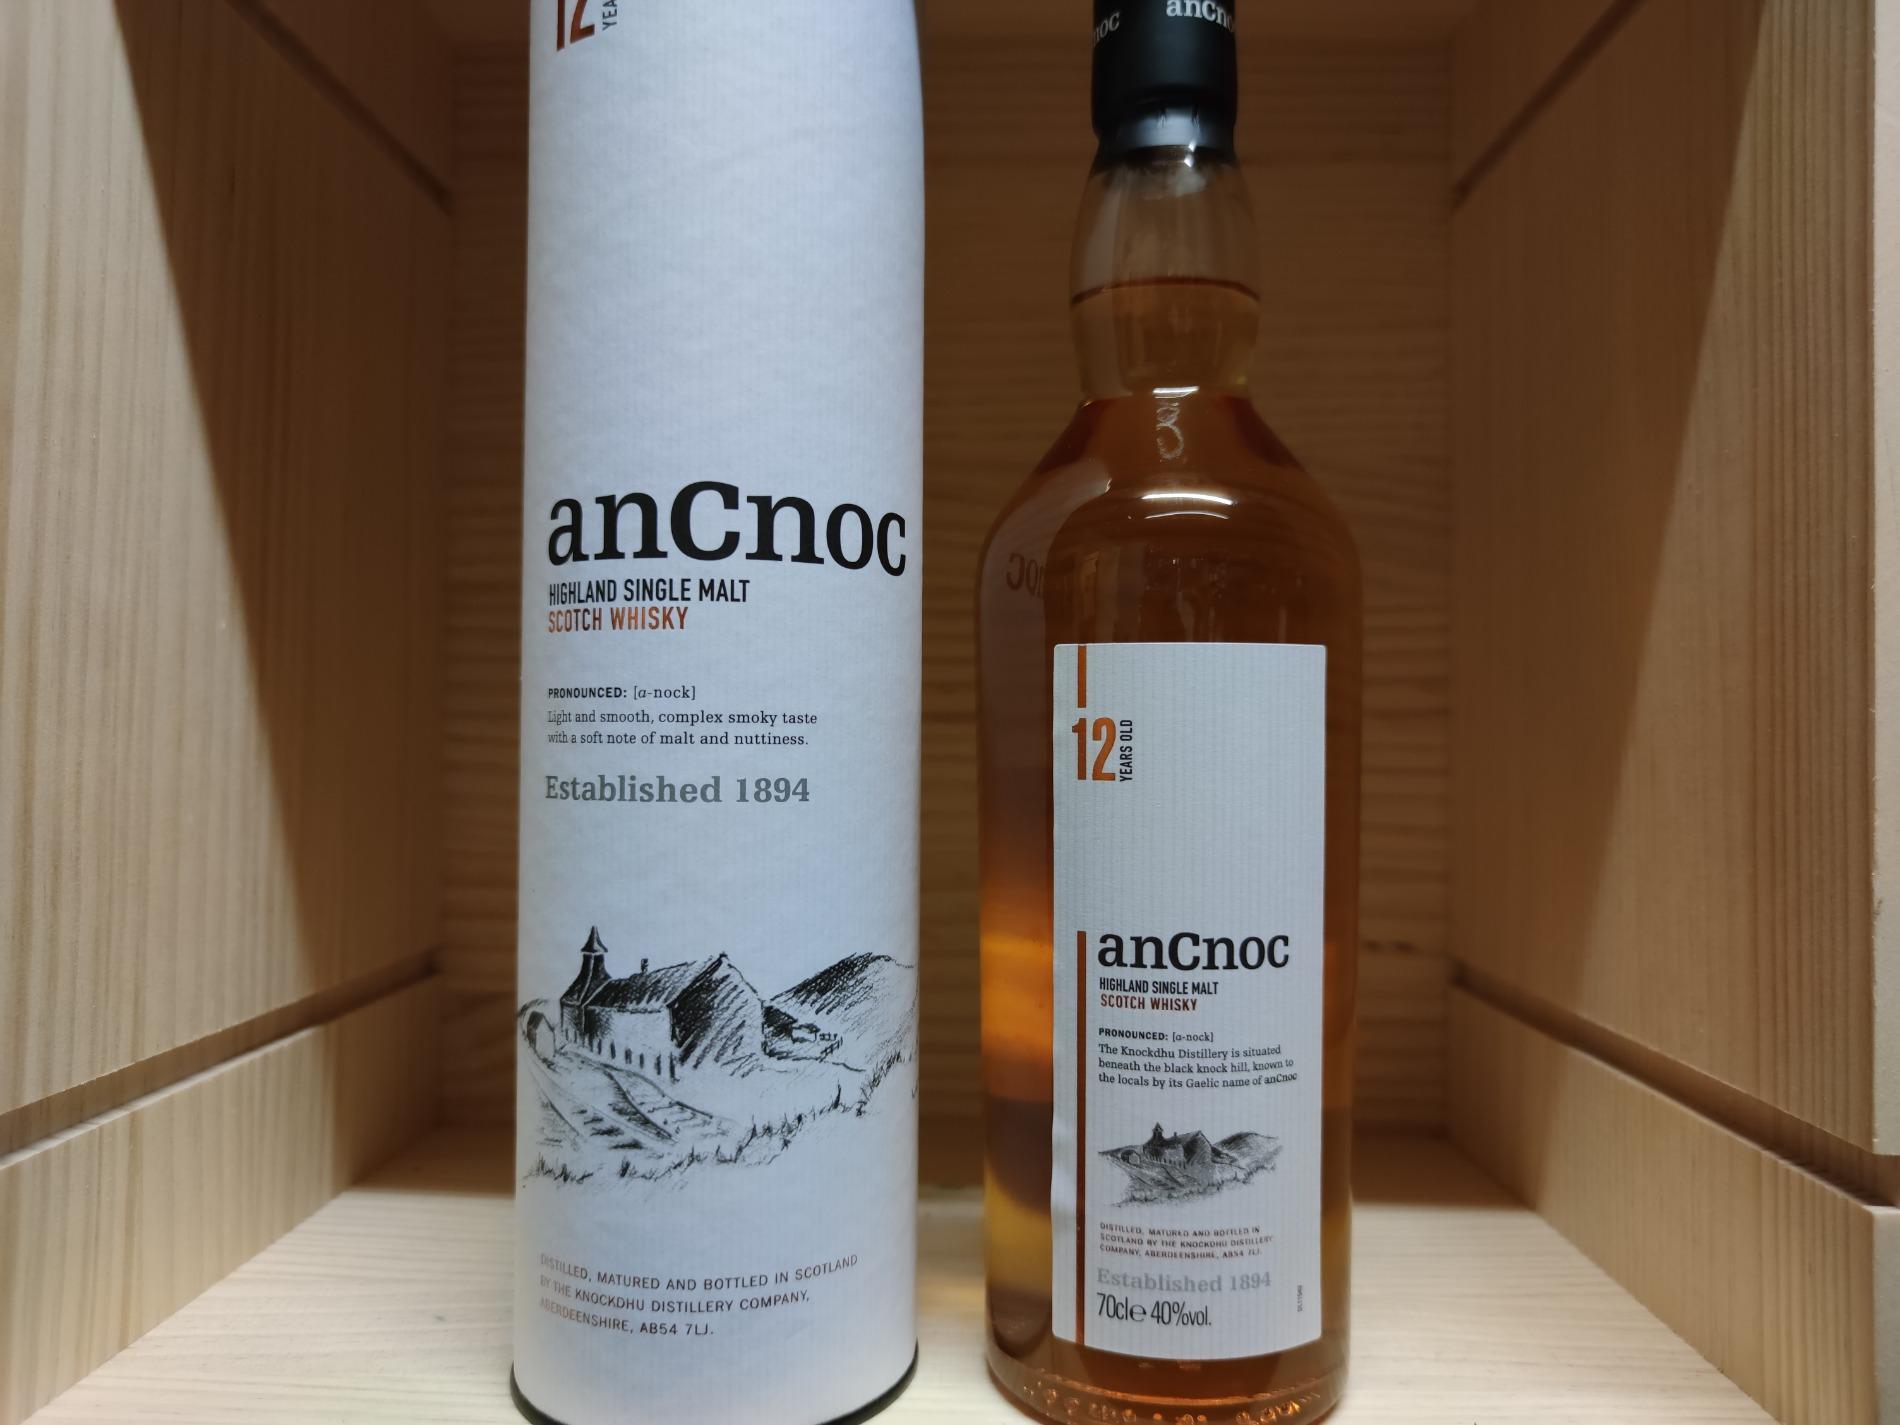 12
YEA
anCnoc
HIGHLAND SINGLE MALT
SCOTCH WHISKY
PRONOUNCED: [a-nock]
Light and smooth, complex smoky taste
with a soft note of malt and nuttiness.
Established 1894
DISTILLED, MATURED AND BOTTLED IN SCOTLAND
BY THE KNOCKDHU DISTILLERY COMPANY,
ABERDEENSHIRE, AB54 7LJ.
noc anCno
12 YEARS OLD
anCnoc
HIGHLAND SINGLE MALT
SCOTCH WHISKY
PRONOUNCED: [a-nock]
The Knockdhu Distillery is situated
beneath the black knock hill, known to
the locals by its Gaelic name of anCnoc
DISTILLED, MATURED AND BOTTLED IN
SCOTLAND BY THE KNOCKDHU DISTILLERY
COMPANY, ABERDEENSHIRE, AB54 7LJ.
Established 1894
70cl e 40%vol.